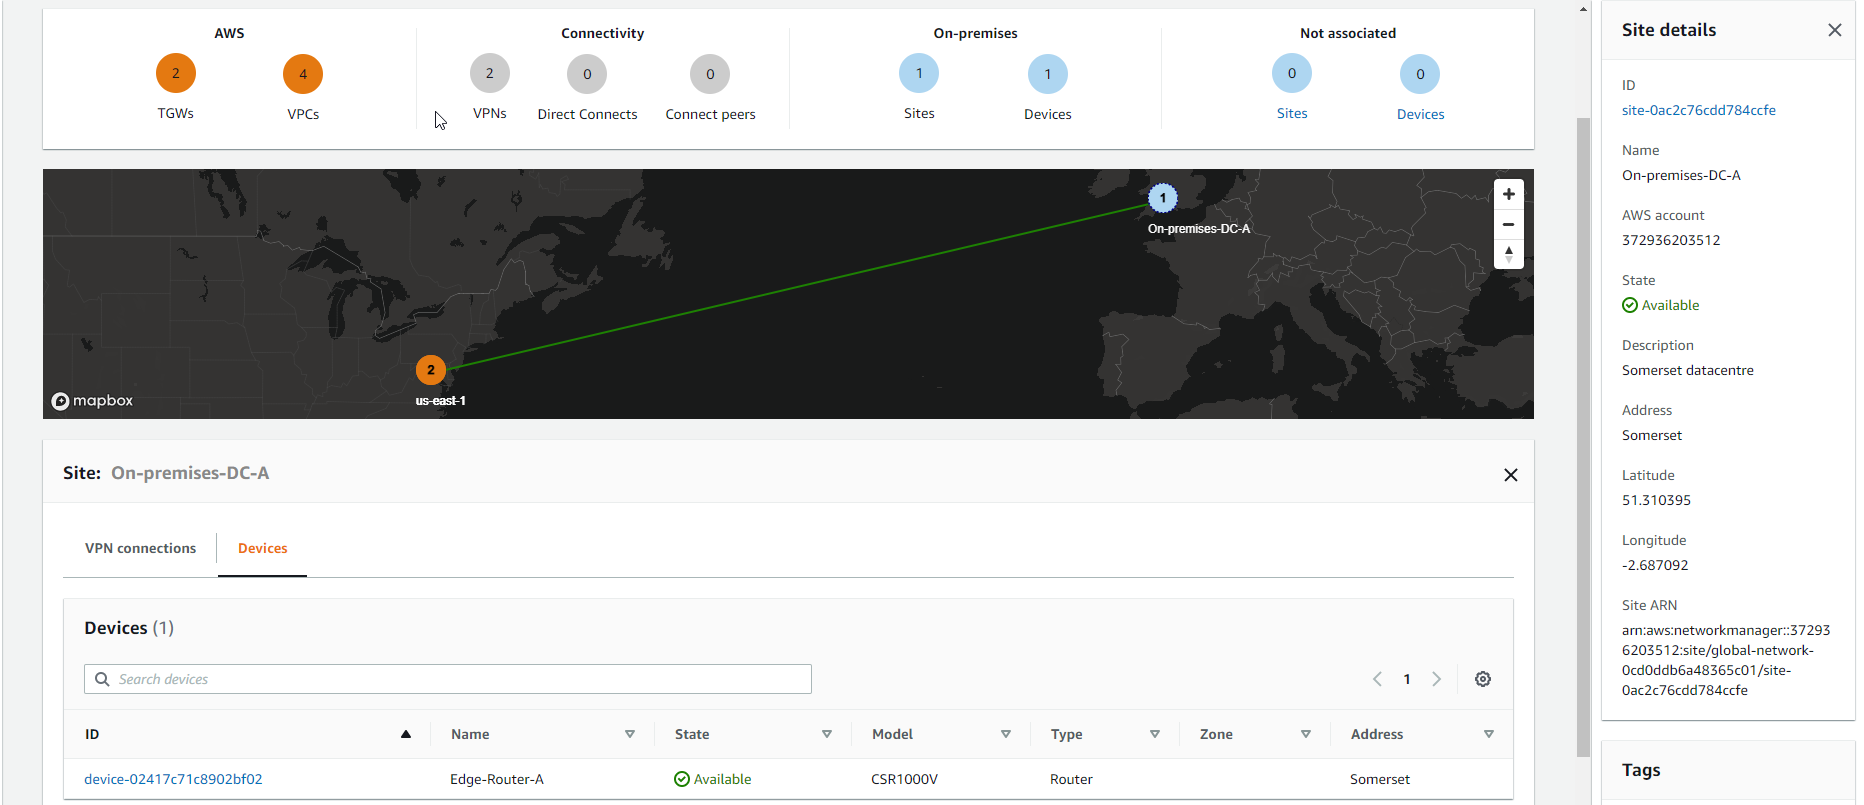 AWS
2
4
TGWs
VPCs
Connectivity
2
0
0
VPNs
Direct Connects
Connect peers
On-premises
1
1
Sites
Devices
Not associated
0
0
Sites
Devices
1
On-premises-DC-A
2
us-east-1
mapbox
Site: On-premises-DC-A
VPN connections
Devices
Devices (1)
Search devices
1
ID
Name
State
Model
Type
Zone
Address
device-02417c71c8902bf02
Edge-Router-A
Available
CSR1000V
Router
Somerset
Site details
ID
site-0ac2c76cdd784ccfe
Name
On-premises-DC-A
AWS account
372936203512
State
Available
Description
Somerset datacentre
Address
Somerset
Latitude
51.310395
Longitude
-2.687092
Site ARN
arn:aws:networkmanager::37293
6203512:site/global-network-
0cd0ddb6a48365c01/site-
0ac2c76cdd784ccfe
Tags